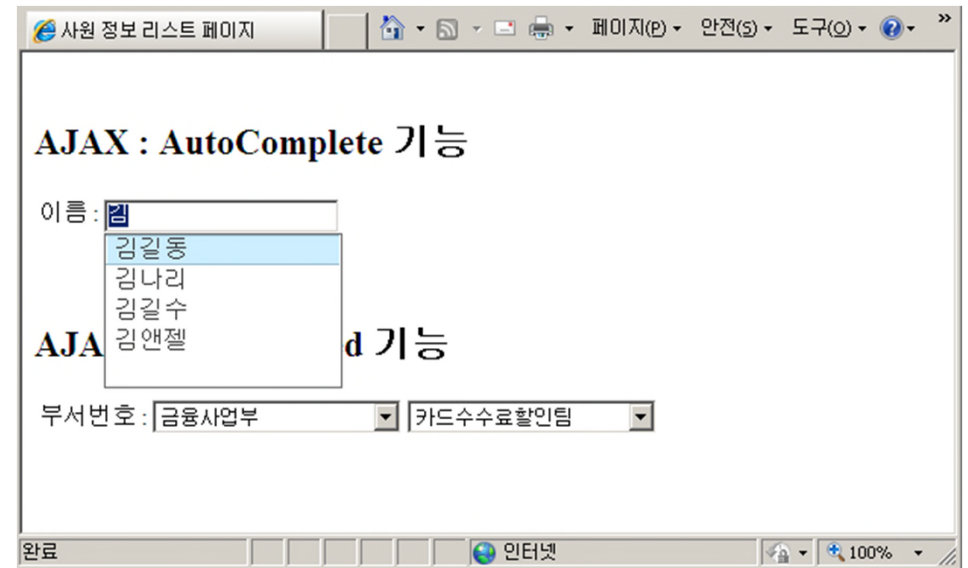 사원 정보 리스트 페이지 페이지(P) 안전(S) 도구(O) »
AJAX : AutoComplete 기능
이름 : 김
김길동
김나리
김길수
김앤젤
AJA d 기능
부서번호 : 금융사업부 카드수수료할인팀
완료 인터넷 100%